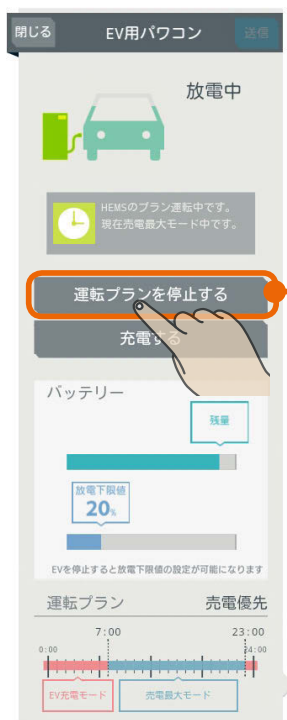 閉じる EV用パワコン 送信
放電中
HEMSのプラン運転中です。
現在売電最大モード中です。
運転プランを停止する
充電する
バッテリー
残量
放電下限値
20%
EVを停止すると放電下限値の設定が可能になります
運転プラン 売電優先
7:00 23:00
0:00 24:00
EV充電モード 売電最大モード